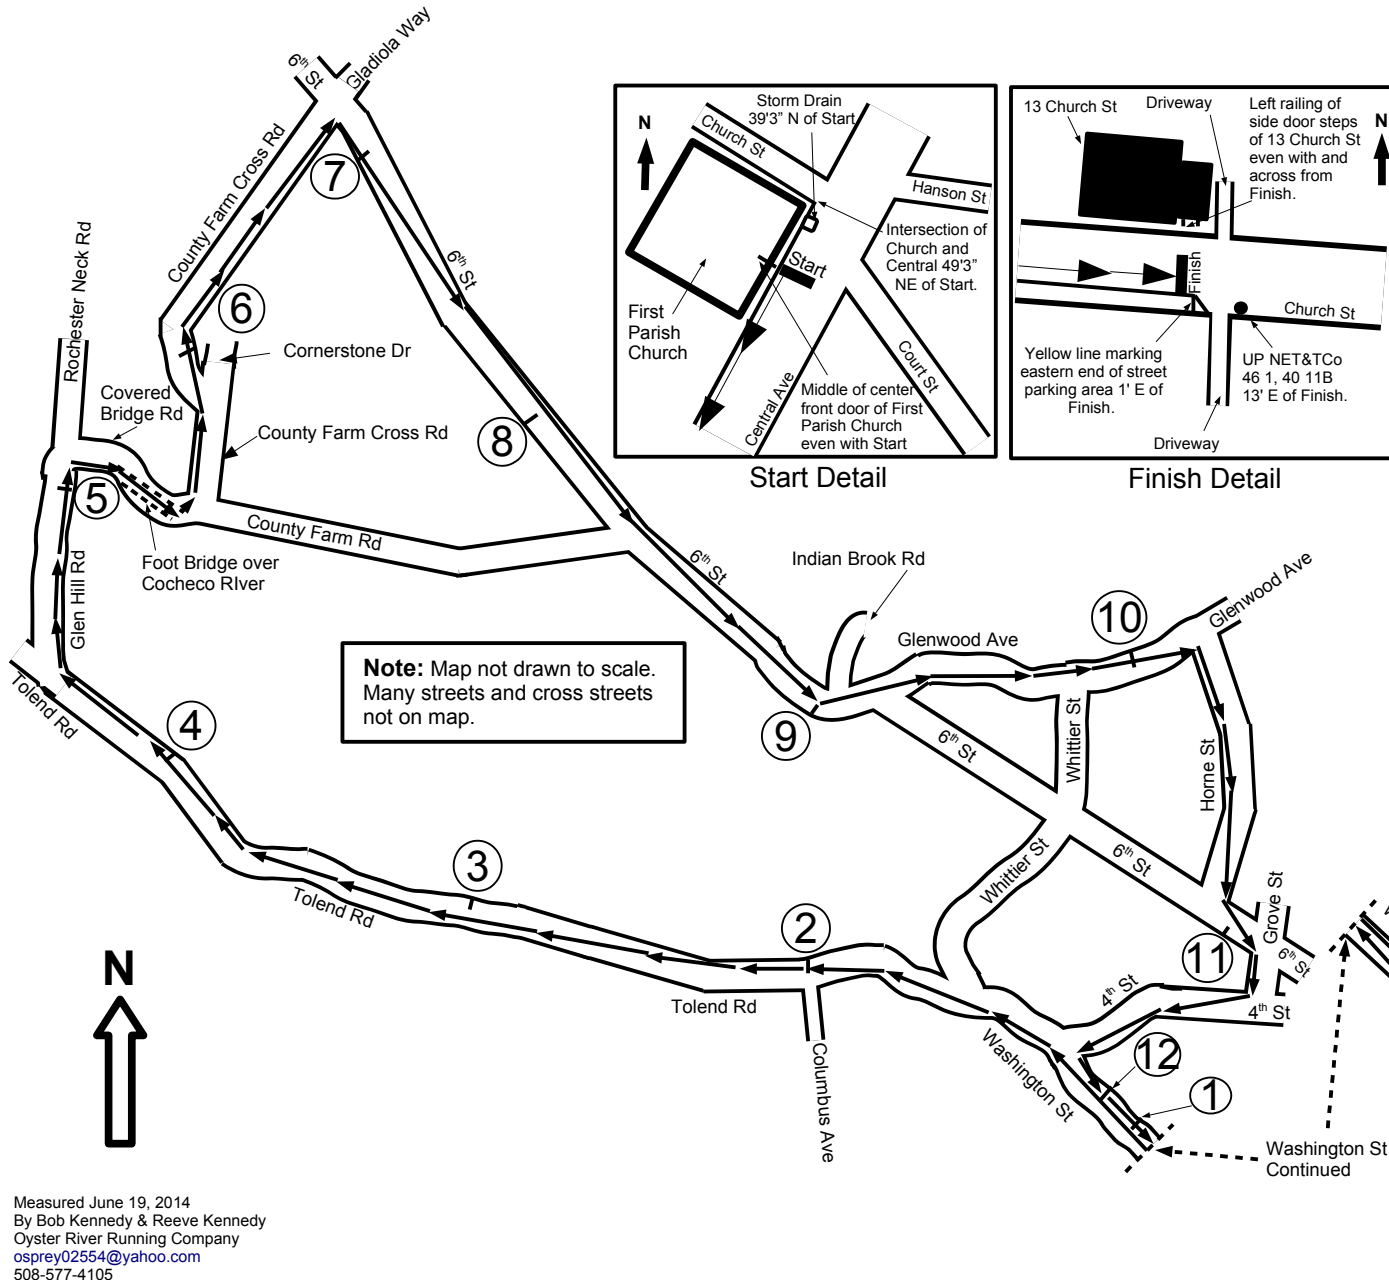 6th St
Gladiola Way
County Farm Cross Rd
7
6th St
Rochester Neck Rd
6
Cornerstone Dr
Covered
Bridge Rd
County Farm Cross Rd
8
5
County Farm Rd
Foot Bridge over
Cocheco RIver
Glen Hill Rd
Tolend Rd
4
Note: Map not drawn to scale.
Many streets and cross streets
not on map.
Storm Drain
39'3” N of Start
N
Church St
Hanson St
Intersection of
Church and
Central 49'3”
NE of Start.
Start
First
Parish
Church
Court St
Central Ave
Middle of center
front door of First
Parish Church
even with Start
Start Detail
13 Church St
Driveway
Left railing of
side door steps
of 13 Church St
even with and
across from
Finish.
N
Finish
Church St
Yellow line marking
eastern end of street
parking area 1' E of
Finish.
UP NET&TCo
46 1, 40 11B
13' E of Finish.
Driveway
Finish Detail
6th St
Indian Brook Rd
Glenwood Ave
10
Glenwood Ave
9
6th St
Whittier St
Horne St
3
Tolend Rd
Whittier St
6th St
Grove St
2
11
6th St
4th St
4th St
Tolend Rd
Columbus Ave
Washington St
12
1
Washington St
Continued
N
Measured June 19, 2014
By Bob Kennedy & Reeve Kennedy
Oyster River Running Company
osprey02554@yahoo.com
508-577-4105